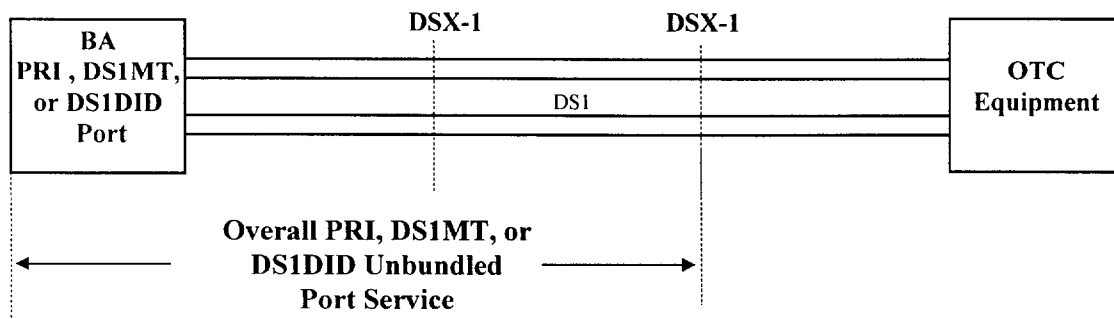 DSX-1
DSX-1
BA
PRI , DS1MT,
or DS1DID
Port
DS1
OTC
Equipment
Overall PRI, DS1MT, or
DS1DID Unbundled
Port Service